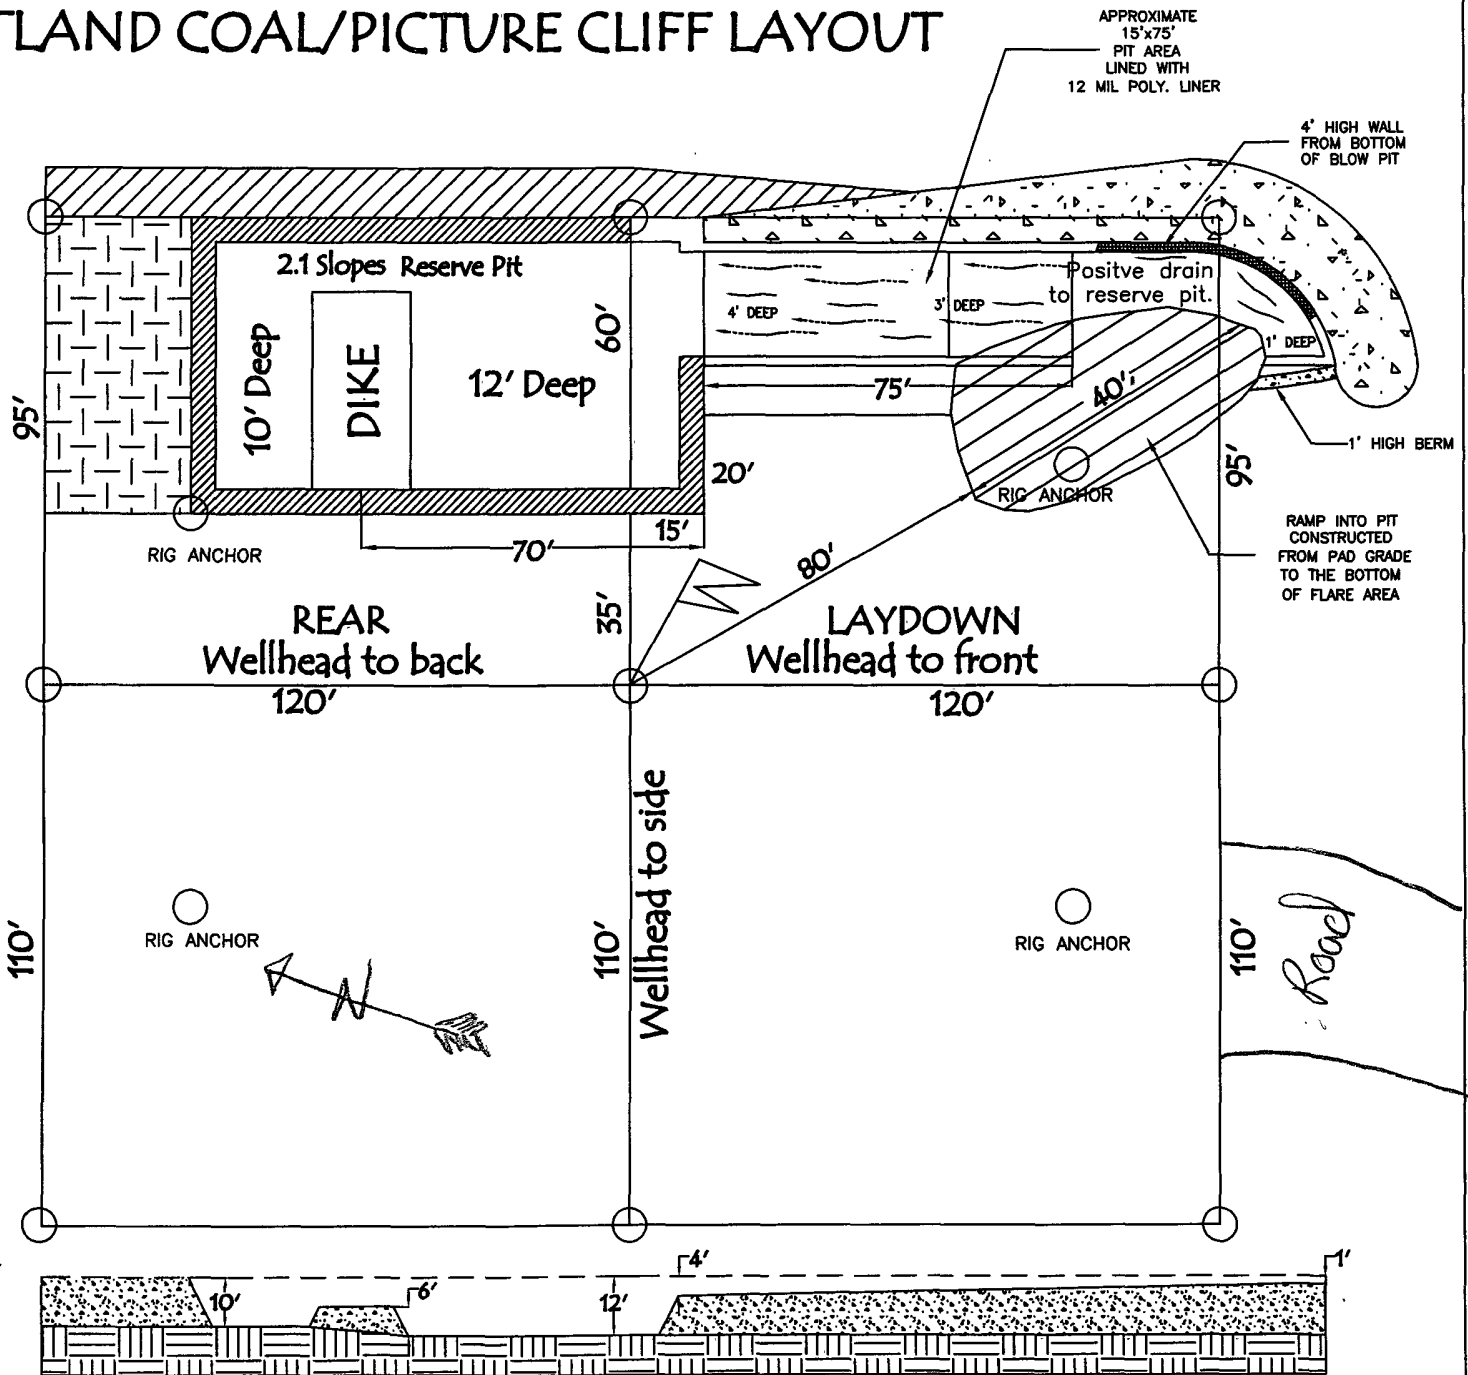 TLAND COAL/PICTURE CLIFF LAYOUT
APPROXIMATE
15'x75'
PIT AREA
LINED WITH
12 MIL POLY. LINER
4' HIGH WALL
FROM BOTTOM
OF BLOW PIT
2.1 Slopes Reserve Pit
Positve drain
to reserve pit.
4' DEEP
3' DEEP
1' DEEP
60'
10' Deep
DIKE
12' Deep
75'
40'
95'
95'
1' HIGH BERM
20'
RIG ANCHOR
15'
RIG ANCHOR
70'
80'
RAMP INTO PIT
CONSTRUCTED
FROM PAD GRADE
TO THE BOTTOM
OF FLARE AREA
N
35'
REAR
Wellhead to back
120'
LAYDOWN
Wellhead to front
120'
Wellhead to side
110'
110'
110'
Road
RIG ANCHOR
RIG ANCHOR
N
4'
1'
10'
6'
12'